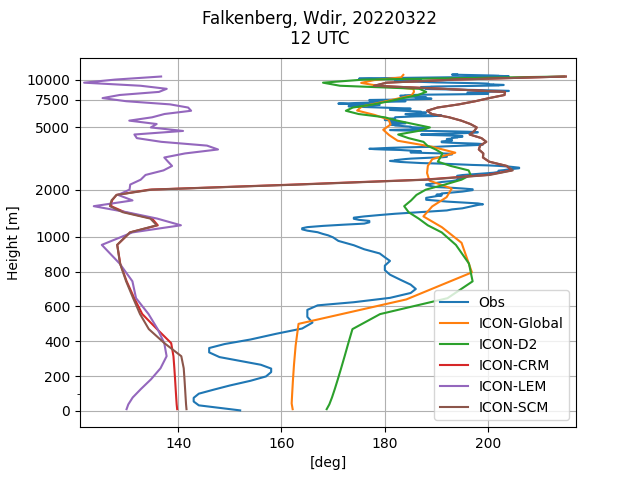 Falkenberg, Wdir, 20220322
12 UTC
Height [m]
10000
7500
5000
2000
1000
800
600
400
200
0
140
160
180
200
[deg]
Obs
ICON-Global
ICON-D2
ICON-CRM
ICON-LEM
ICON-SCM